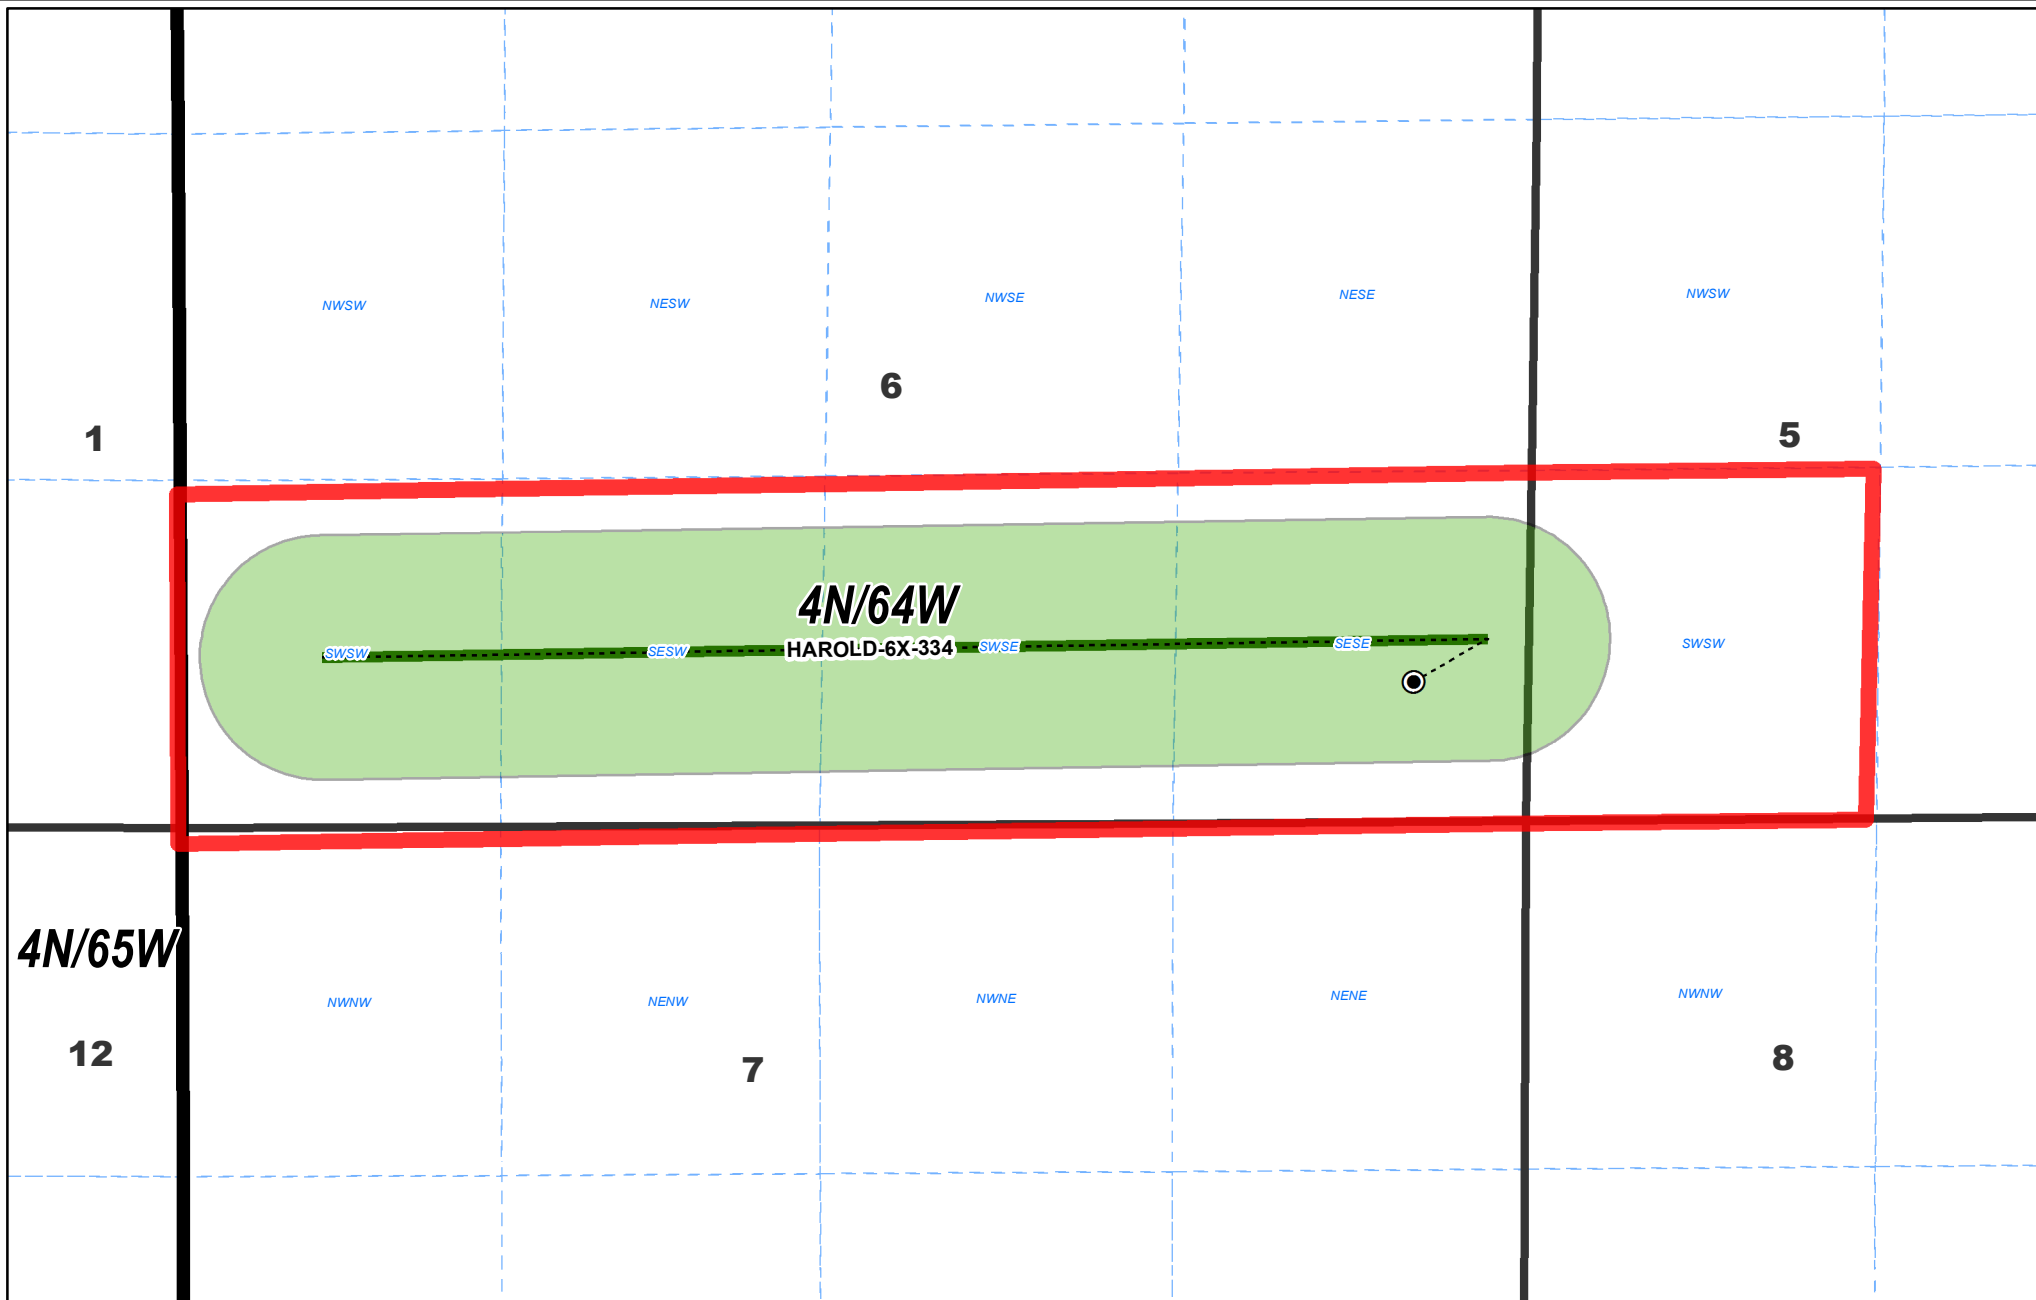 NWSW NESW NWSE NESE NWSW
6
1 5
4N/64W
SWSW SESW HAROLD-6X-334 SWSE SESE SWSW
4N/65W
NWNW NENW NWNE NENE NWNW
12 7 8